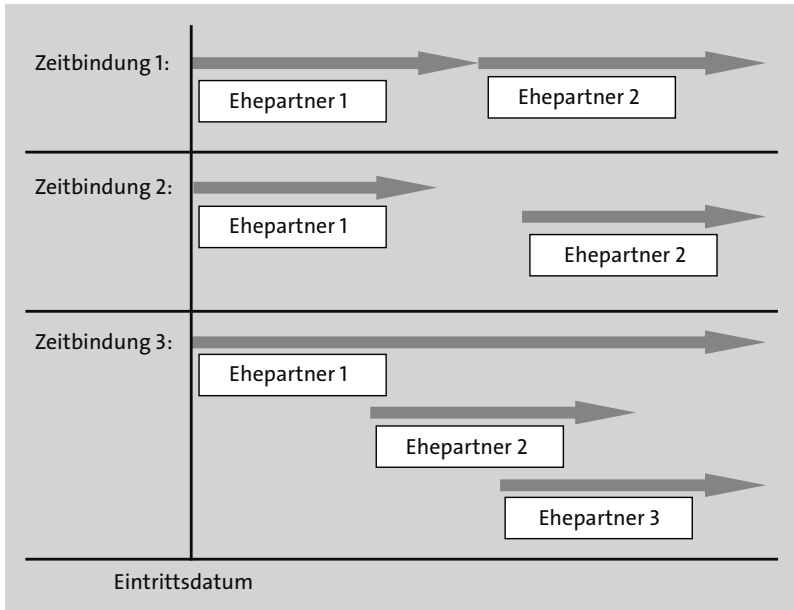 Zeitbindung 1:
Ehepartner 1
Ehepartner 2
Zeitbindung 2:
Ehepartner 1
Ehepartner 2
Zeitbindung 3:
Ehepartner 1
Ehepartner 2
Ehepartner 3
Eintrittsdatum